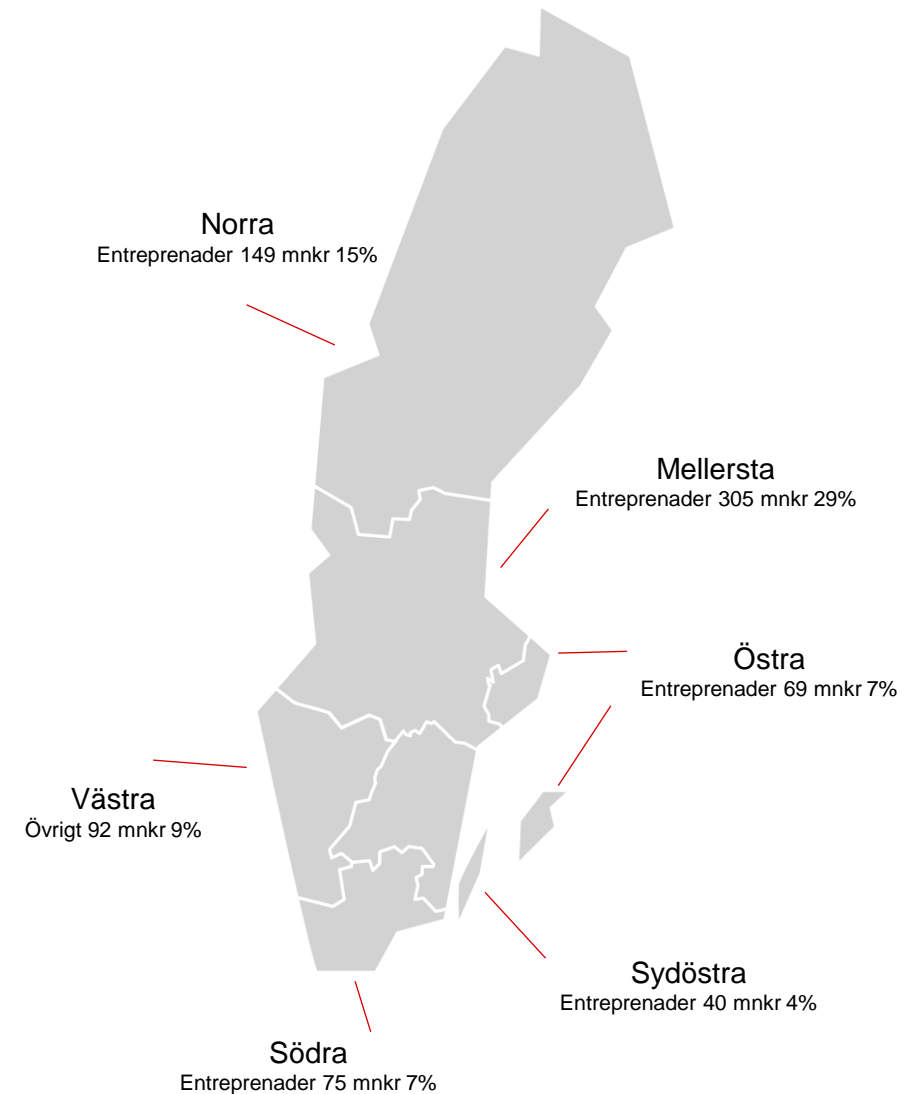 Norra
Entreprenader 149 mnkr 15%
Mellersta
Entreprenader 305 mnkr 29%
Östra
Entreprenader 69 mnkr 7%
Västra
Övrigt 92 mnkr 9%
Sydöstra
Entreprenader 40 mnkr 4%
Södra
Entreprenader 75 mnkr 7%